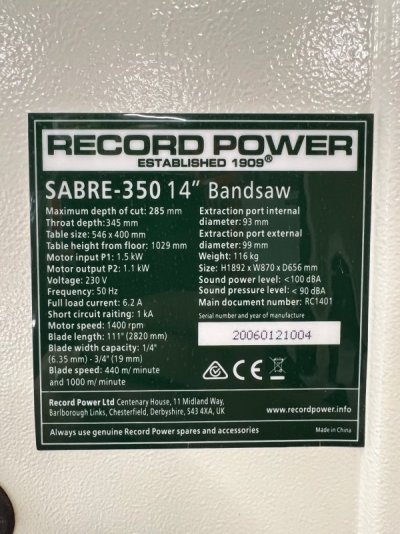 RECORD POWER
ESTABLISHED 1909®
SABRE-350 14” Bandsaw
Maximum depth of cut: 285 mm
Throat depth:345 mm
Table size: 546 x 400 mm
Table height from floor: 1029 mm
Motor input P1: 1.5 kW
Motor output P2: 1.1 kW
Voltage: 230 V
Frequency: 50 Hz
Full load current: 6.2 A
Short circuit raiting: 1 kA
Motor speed: 1400 rpm
Blade length: 111" (2820 mm)
Blade width capacity: 1/4"
(6.35 mm) - 3/4" (19 mm)
Blade speed: 440 m/ minute
and 1000 m/ minute
Extraction port internal
diameter: 93 mm
Extraction port external
diameter: 99 mm
Weight: 116 kg
Size: H1892 x W870 x D656 mm
Sound power level: <100 dBA
Sound pressure level: < 90 dBA
Main document number: RC1401
Serial number and year of manufacture
20060121004
CE
Record Power Ltd Centenary House, 11 Midland Way,
Barlborough Links, Chesterfield, Derbyshire, S43 4XA, UK
www.recordpower.info
Always use genuine Record Power spares and accessories
Made in China